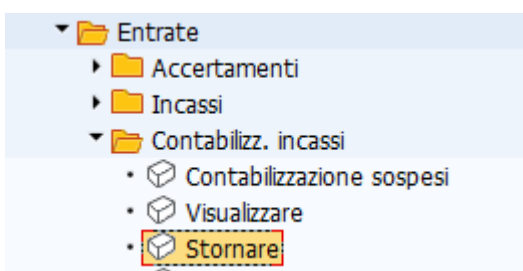 Entrate
Accertamenti
Incassi
Contabilizz. incassi
Contabilizzazione sospesi
Visualizzare
Stornare